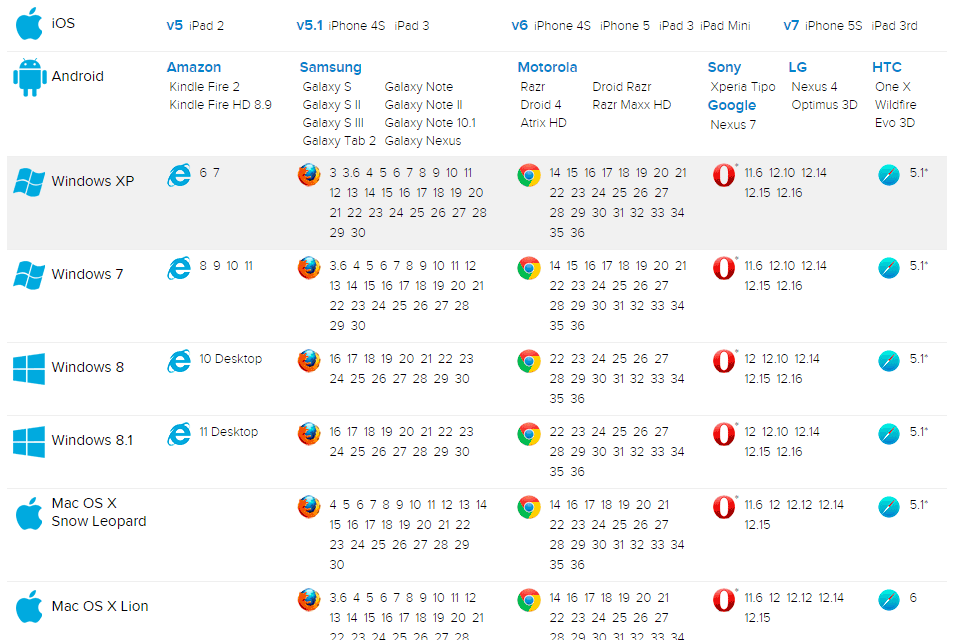 iOS v5 iPad 2 v5.1 iPhone 4S iPad 3 v6 iPhone 4S iPhone 5 iPad 3 iPad Mini v7 iPhone 5S iPad 3rd
Android
Amazon
Kindle Fire 2
Kindle Fire HD 8.9
Samsung
Galaxy S Galaxy Note
Galaxy S II Galaxy Note II
Galaxy S III Galaxy Note 10.1
Galaxy Tab 2 Galaxy Nexus
Motorola
Razr Droid Razr
Droid 4 Razr Maxx HD
Atrix HD
Sony
Xperia Tipo
Google
Nexus 7
LG
Nexus 4
Optimus 3D
HTC
One X
Wildfire
Evo 3D
Windows XP
6 7
3 3.6 4 5 6 7 8 9 10 11
12 13 14 15 16 17 18 19 20
21 22 23 24 25 26 27 28
29 30
14 15 16 17 18 19 20 21
22 23 24 25 26 27
28 29 30 31 32 33 34
35 36
* 11.6 12.10 12.14
12.15 12.16
5.1*
Windows 7
8 9 10 11
3.6 4 5 6 7 8 9 10 11 12
13 14 15 16 17 18 19 20 21
22 23 24 25 26 27 28
29 30
14 15 16 17 18 19 20 21
22 23 24 25 26 27
28 29 30 31 32 33 34
35 36
* 11.6 12.10 12.14
12.15 12.16
5.1*
Windows 8
10 Desktop
16 17 18 19 20 21 22 23
24 25 26 27 28 29 30
22 23 24 25 26 27
28 29 30 31 32 33 34
35 36
* 12 12.10 12.14
12.15 12.16
5.1*
Windows 8.1
11 Desktop
16 17 18 19 20 21 22 23
24 25 26 27 28 29 30
22 23 24 25 26 27
28 29 30 31 32 33 34
35 36
* 12 12.10 12.14
12.15 12.16
5.1*
Mac OS X
Snow Leopard
4 5 6 7 8 9 10 11 12 13 14
15 16 17 18 19 20 21 22
23 24 25 26 27 28 29
30
14 16 17 18 19 20 21
22 23 24 25 26 27
28 29 30 31 32 33 34
35 36
* 11.6 12 12.12 12.14
12.15
5.1*
Mac OS X Lion
3.6 4 5 6 7 8 9 10 11 12
13 14 15 16 17 18 19 20 21
22 23 24 25 26 27 28
14 16 17 18 19 20 21
22 23 24 25 26 27
28 29 30 31 32 33 34
* 11.6 12 12.12 12.14
12.15
6